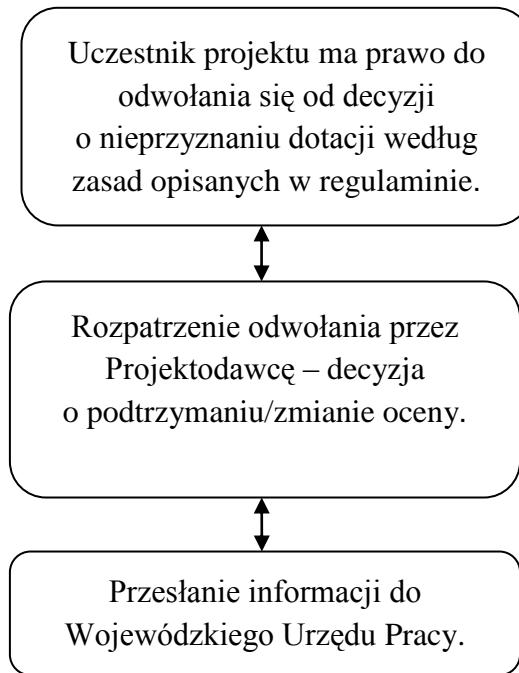 Uczestnik projektu ma prawo do
odwołania się od decyzji
o nieprzyznaniu dotacji według
zasad opisanych w regulaminie.
Rozpatrzenie odwołania przez
Projektodawcę – decyzja
o podtrzymaniu/zmianie oceny.
Przesłanie informacji do
Wojewódzkiego Urzędu Pracy.